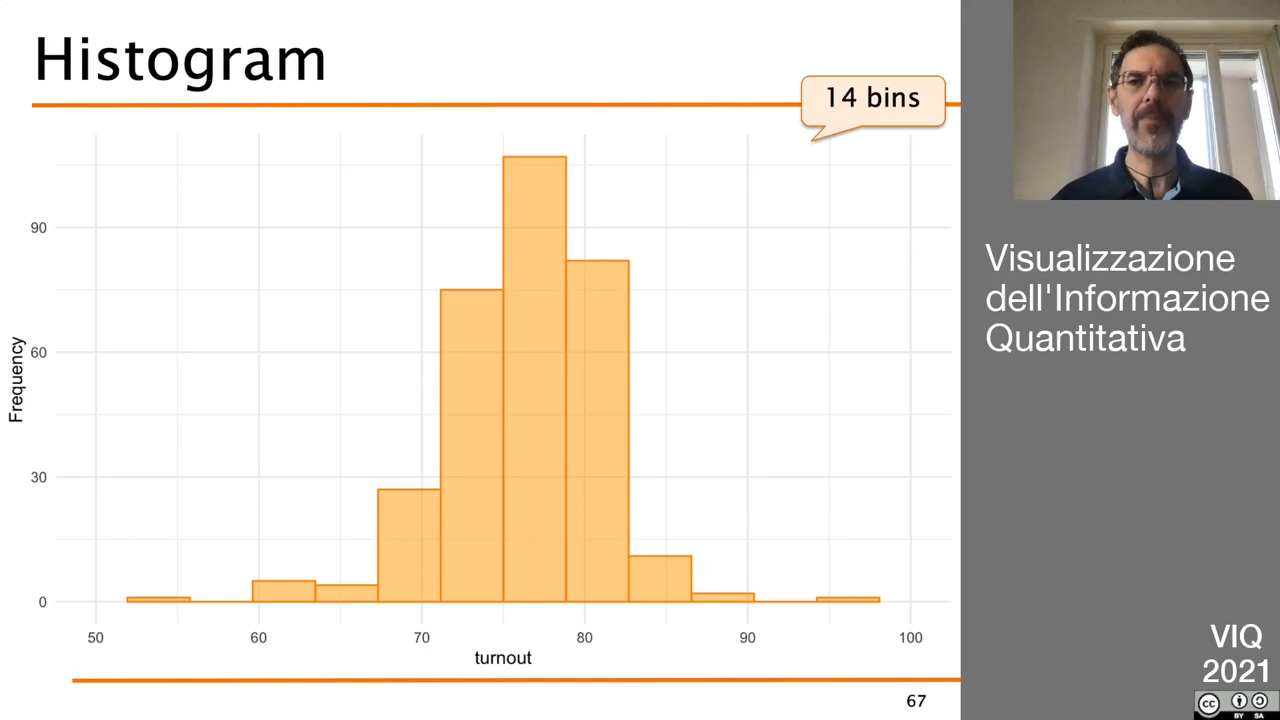 Histogram
14 bins
90
60
30
0
Frequency
50 60 70 80 90 100
turnout
67
Visualizzazione
dell'Informazione
Quantitativa
VIQ
2021
cc
BY SA